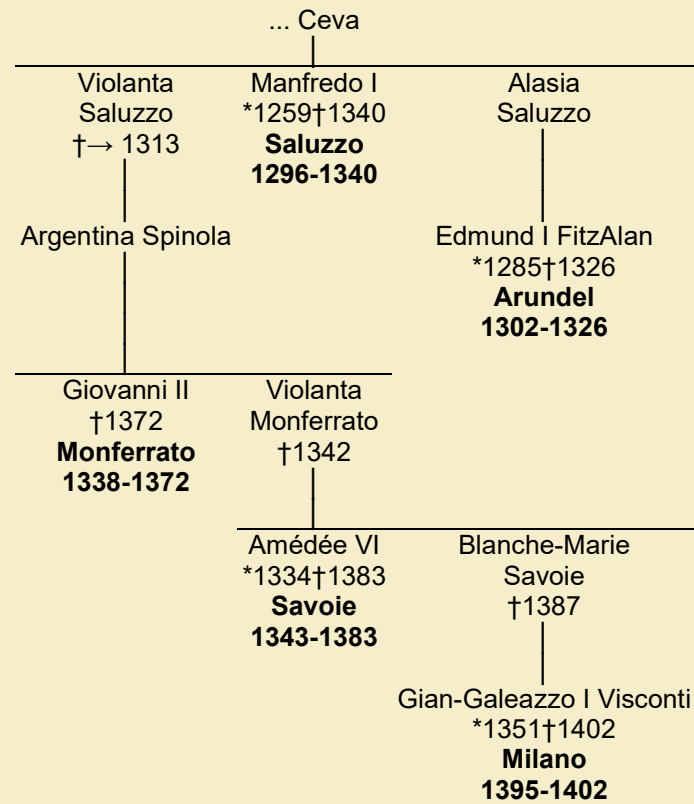 ... Ceva
Violanta
Saluzzo
†→ 1313
Manfredo I
*1259†1340
Saluzzo
1296-1340
Alasia
Saluzzo
Argentina Spinola
Edmund I FitzAlan
*1285†1326
Arundel
1302-1326
Giovanni II
†1372
Monferrato
1338-1372
Violanta
Monferrato
†1342
Amédée VI
*1334†1383
Savoie
1343-1383
Blanche-Marie
Savoie
†1387
Gian-Galeazzo I Visconti
*1351†1402
Milano
1395-1402